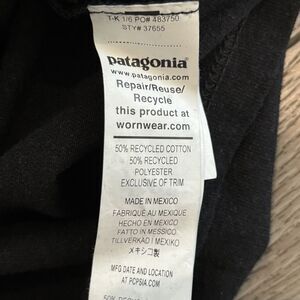 T-K 1/6 PO# 483750
STY# 37655
patagonia
www.patagonia.com
Repair/Reuse/
Recycle
this product at
wornwear.com
50% RECYCLED COTTON
50% RECYCLED
POLYESTER
EXCLUSIVE OF TRIM
MADE IN MEXICO
FABRIQUÉ AU MEXIQUE
HECHO EN MÉXICO
FATTO IN MESSICO
TILLVERKAD I MEXIKO
メキシコ製
MFG DATE AND LOCATION
AT PCPSIA.COM